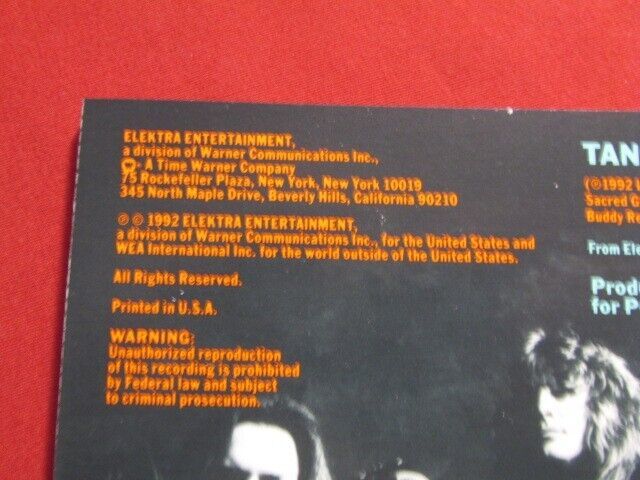 ELEKTRA ENTERTAINMENT,
a division of Warner Communications Inc.,
A Time Warner Company
75 Rockefeller Plaza, New York, New York 10019
345 North Maple Drive, Beverly Hills, California 90210
℗ © 1992 ELEKTRA ENTERTAINMENT,
a division of Warner Communications Inc., for the United States and
WEA International Inc. for the world outside of the United States.
All Rights Reserved.
Printed in U.S.A.
WARNING:
Unauthorized reproduction
of this recording is prohibited
by Federal law and subject
to criminal prosecution.
TAN
(℗1992
Sacred G
Buddy Re
From Ele
Produ
for P